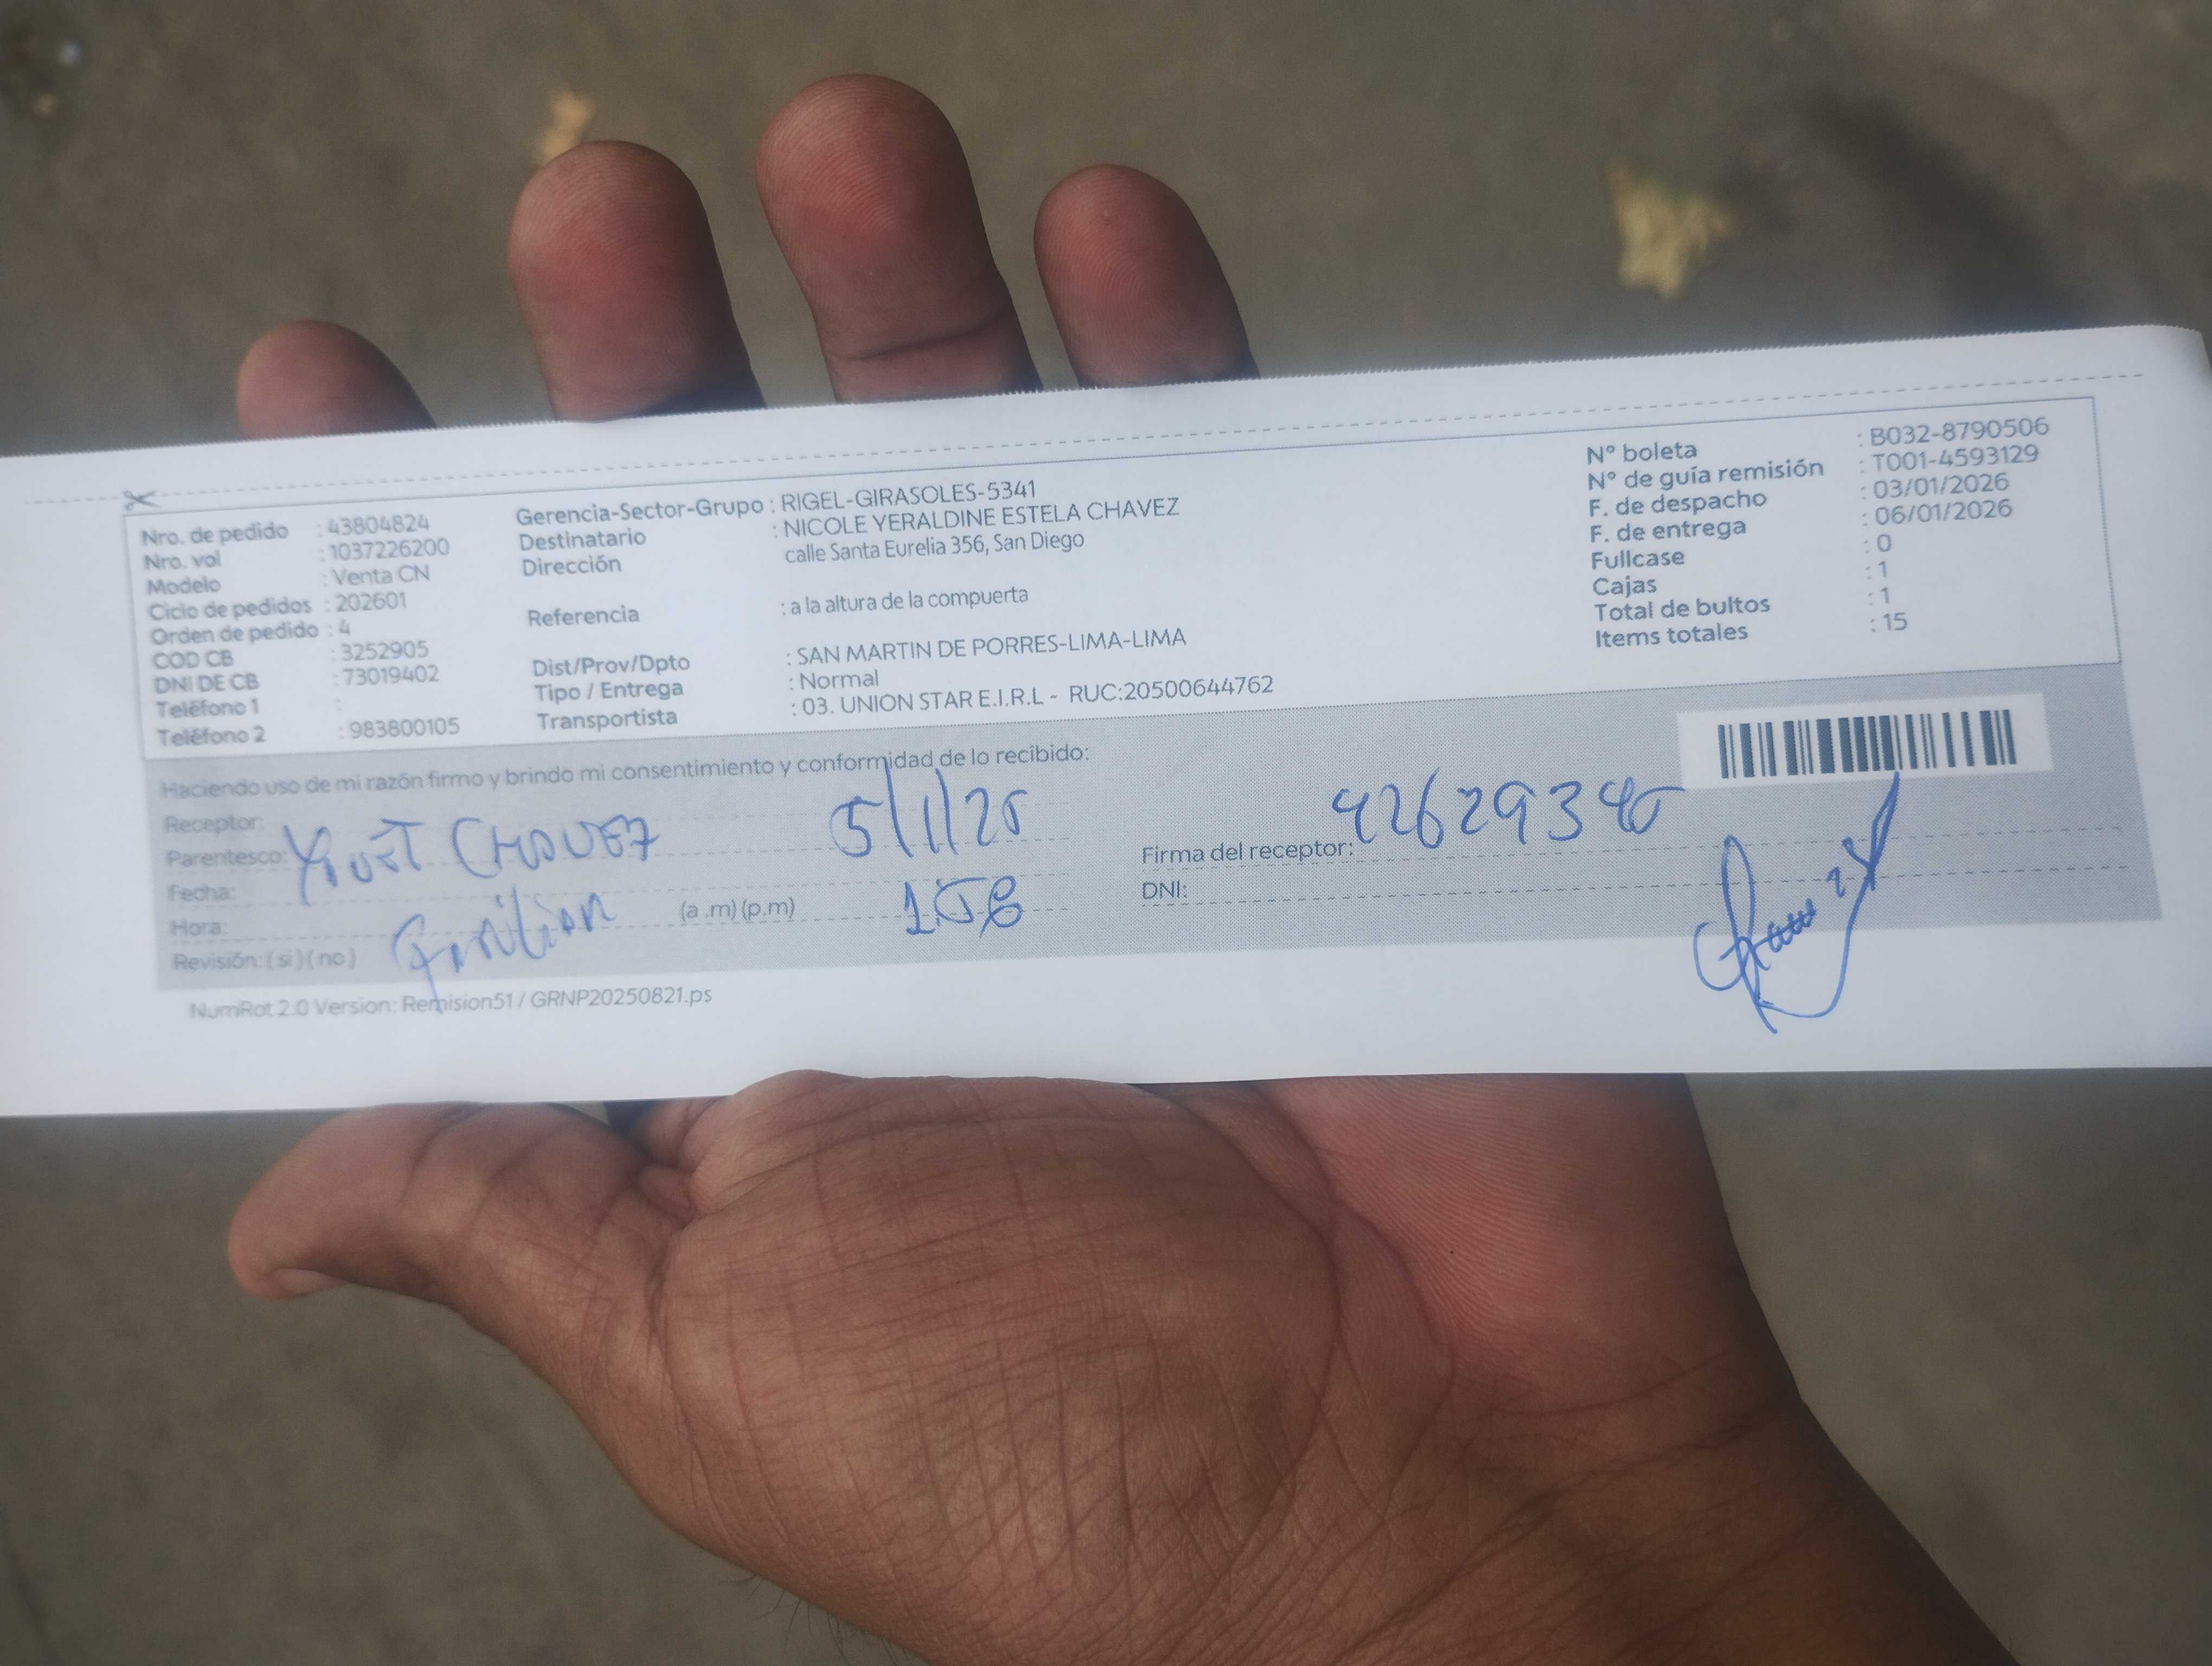 Nro. de pedido : 43804824
Nro. vol : 1037226200
Modelo : Venta CN
Ciclo de pedidos : 202601
Orden de pedido : 4
COD CB : 3252905
DNI DE CB : 73019402
Teléfono 1 :
Teléfono 2 : 983800105
Gerencia-Sector-Grupo : RIGEL-GIRASOLES-5341
Destinatario : NICOLE YERALDINE ESTELA CHAVEZ
Dirección calle Santa Eurelia 356, San Diego
Referencia : a la altura de la compuerta
Dist/Prov/Dpto : SAN MARTIN DE PORRES-LIMA-LIMA
Tipo / Entrega : Normal
Transportista : 03. UNION STAR E.I.R.L - RUC:20500644762
N° boleta : B032-8790506
N° de guía remisión : T001-4593129
F. de despacho : 03/01/2026
F. de entrega : 06/01/2026
Fullcase : 0
Cajas : 1
Total de bultos : 1
Items totales : 15
Haciendo uso de mi razón firmo y brindo mi consentimiento y conformidad de lo recibido:
Receptor:
Parentesco: CHAVEZ 5/1/26
Fecha:
Hora: (a .m) (p.m)
Revisión: ( si ) ( no )
Firma del receptor:
DNI:
NumRot 2.0 Version: Remision51 / GRNP20250821.ps